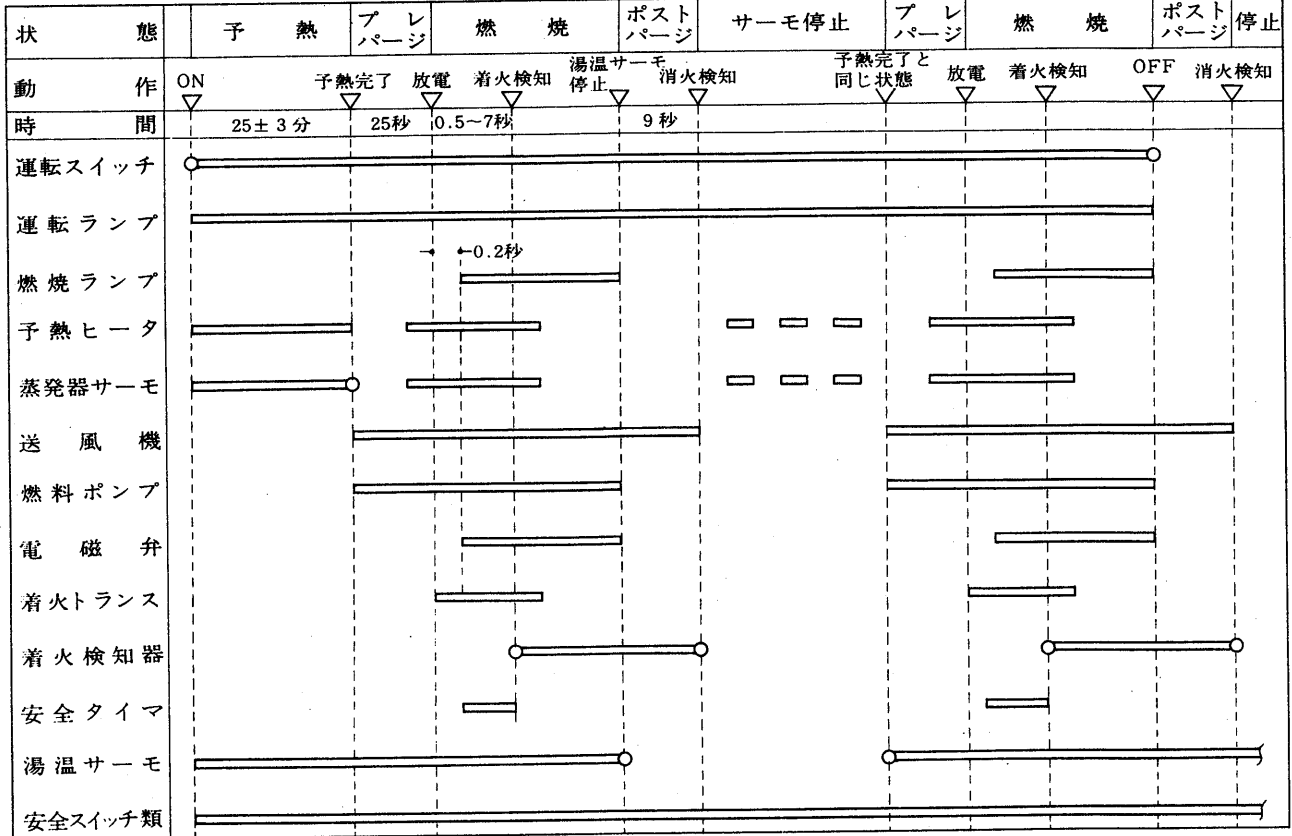 状態 予熱 プレパージ 燃焼 ポストパージ サーモ停止 プレパージ 燃焼 ポストパージ 停止
動作 ON 予熱完了 放電 着火検知 湯温サーモ停止 消火検知 予熱完了と同じ状態 放電 着火検知 OFF 消火検知
時間 25±3分 25秒 0.5〜7秒 9秒
運転スイッチ
運転ランプ
0.2秒
燃焼ランプ
予熱ヒータ
蒸発器サーモ
送風機
燃料ポンプ
電磁弁
着火トランス
着火検知器
安全タイマ
湯温サーモ
安全スイッチ類